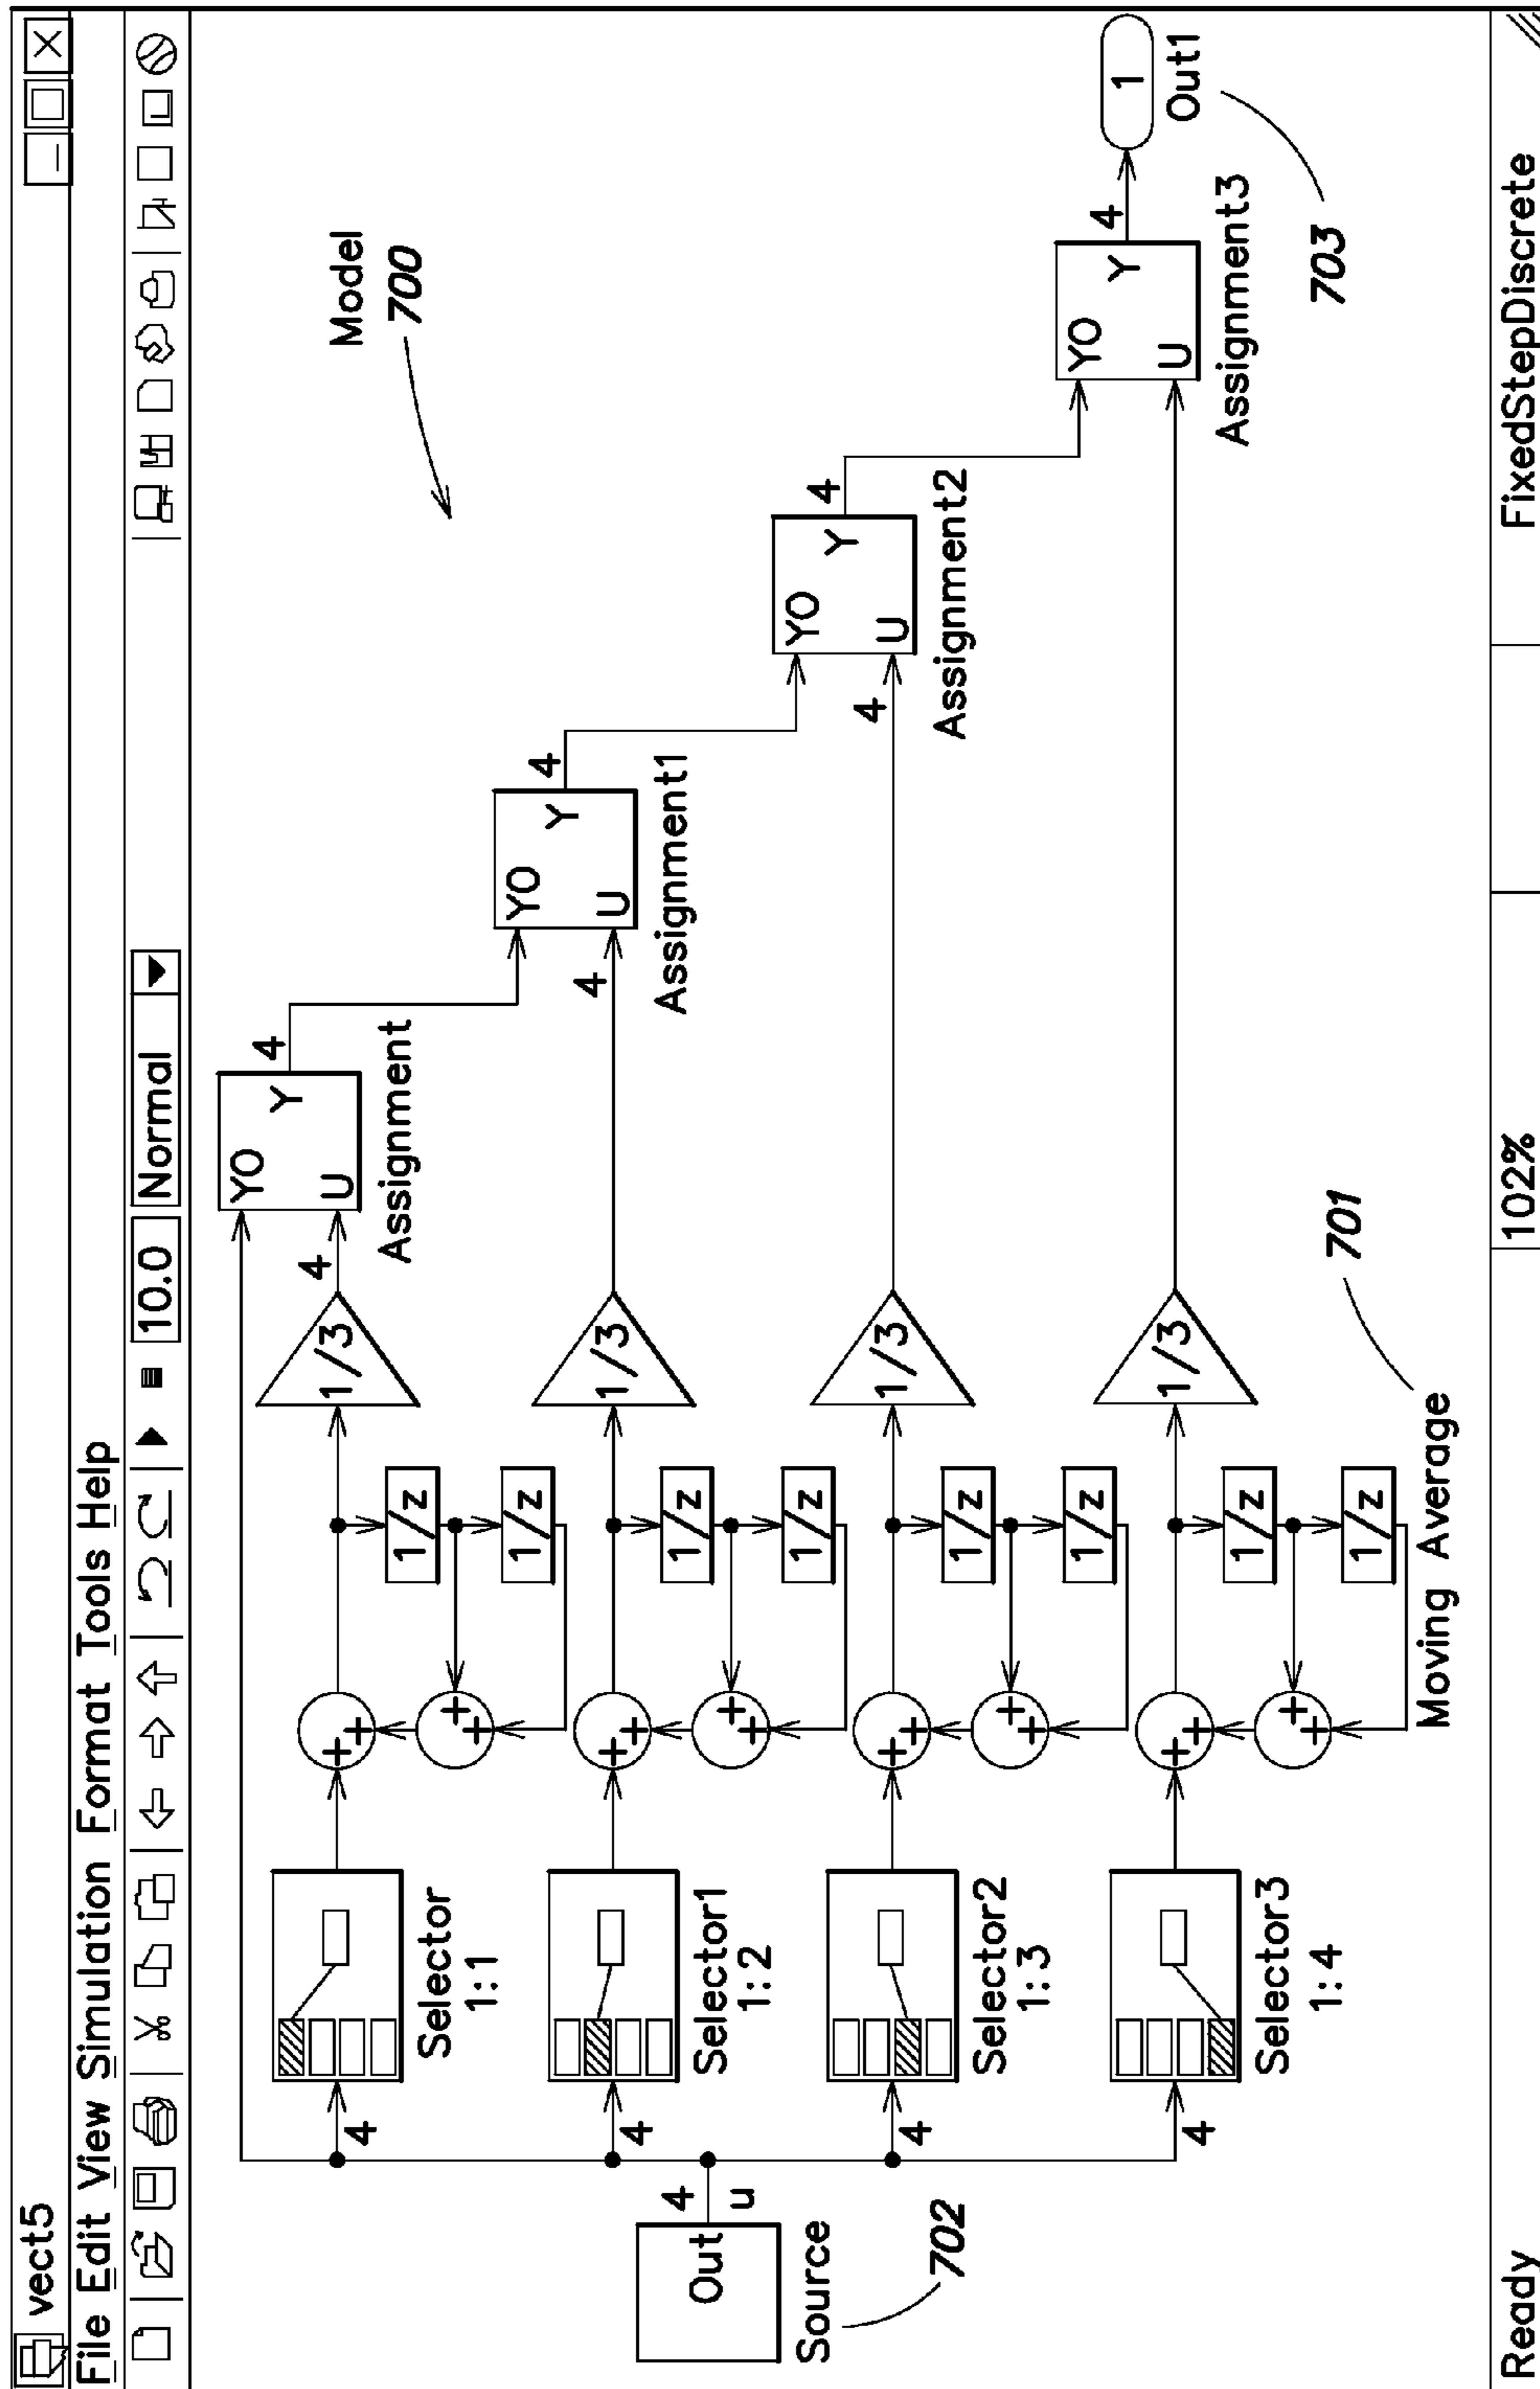 vect5
File Edit View Simulation Format Tools Help
10.0 Normal
Model
700
YO
U
Y
4
4
Assignment
1/3
1/z
1/z
+
+
+
+
Selector
1:1
4
YO
U
Y
4
4
Assignment1
1/3
1/z
1/z
+
+
+
+
Selector1
1:2
4
Out
4
u
Source
702
YO
U
Y
4
4
Assignment2
1/3
1/z
1/z
+
+
+
+
Selector2
1:3
4
YO
U
Y
4
Assignment3
1
Out1
703
1/3
1/z
1/z
+
+
+
+
Selector3
1:4
4
Moving Average
701
Ready 102% FixedStepDiscrete